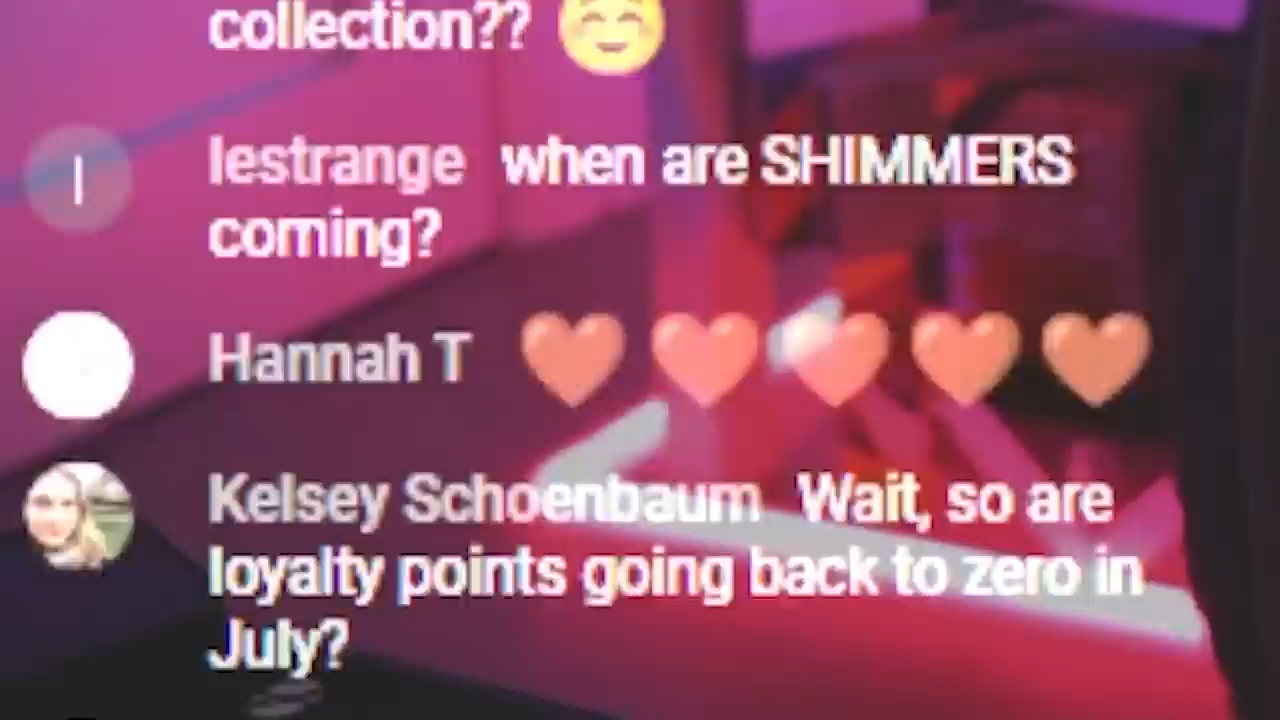 collection?? 😊
l
lestrange when are SHIMMERS
coming?
Hannah T 🧡 🧡 🧡 🧡 🧡
Kelsey Schoenbaum Wait, so are
loyalty points going back to zero in
July?